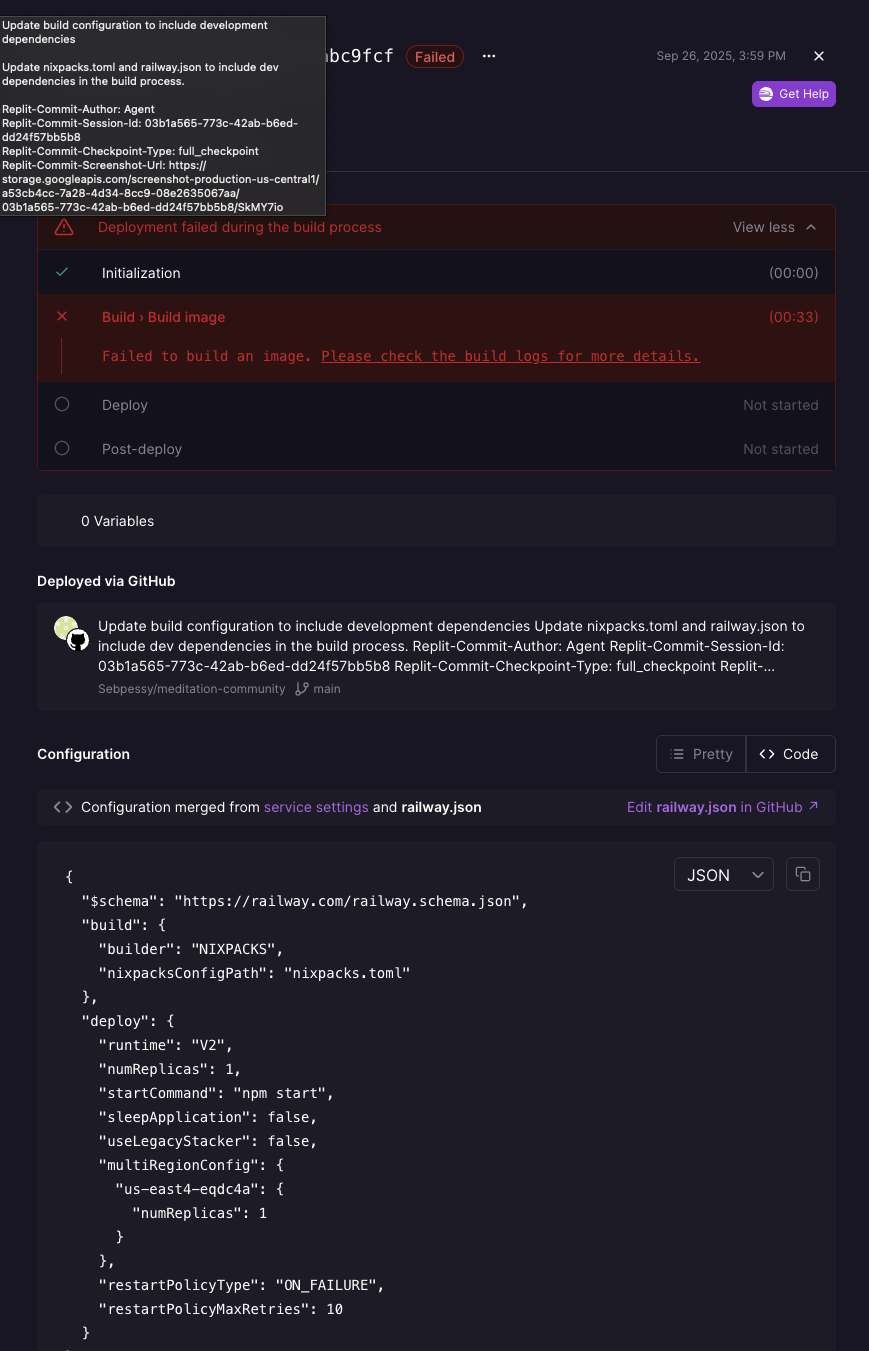 Update build configuration to include development
dependencies
Update nixpacks.toml and railway.json to include dev
dependencies in the build process.
Replit-Commit-Author: Agent
Replit-Commit-Session-Id: 03b1a565-773c-42ab-b6ed-
dd24f57bb5b8
Replit-Commit-Checkpoint-Type: full_checkpoint
Replit-Commit-Screenshot-Url: https://
storage.googleapis.com/screenshot-production-us-central1/
a53cb4cc-7a28-4d34-8cc9-08e2635067aa/
03b1a565-773c-42ab-b6ed-dd24f57bb5b8/SkMY7io
bc9fcf Failed ··· Sep 26, 2025, 3:59 PM
Get Help
Deployment failed during the build process View less
Initialization (00:00)
Build › Build image (00:33)
Failed to build an image. Please check the build logs for more details.
Deploy Not started
Post-deploy Not started
0 Variables
Deployed via GitHub
Update build configuration to include development dependencies Update nixpacks.toml and railway.json to
include dev dependencies in the build process. Replit-Commit-Author: Agent Replit-Commit-Session-Id:
03b1a565-773c-42ab-b6ed-dd24f57bb5b8 Replit-Commit-Checkpoint-Type: full_checkpoint Replit-...
Sebpessy/meditation-community main
Configuration Pretty <> Code
<> Configuration merged from service settings and railway.json Edit railway.json in GitHub ↗
JSON
{
"$schema": "https://railway.com/railway.schema.json",
"build": {
"builder": "NIXPACKS",
"nixpacksConfigPath": "nixpacks.toml"
},
"deploy": {
"runtime": "V2",
"numReplicas": 1,
"startCommand": "npm start",
"sleepApplication": false,
"useLegacyStacker": false,
"multiRegionConfig": {
"us-east4-eqdc4a": {
"numReplicas": 1
}
},
"restartPolicyType": "ON_FAILURE",
"restartPolicyMaxRetries": 10
}